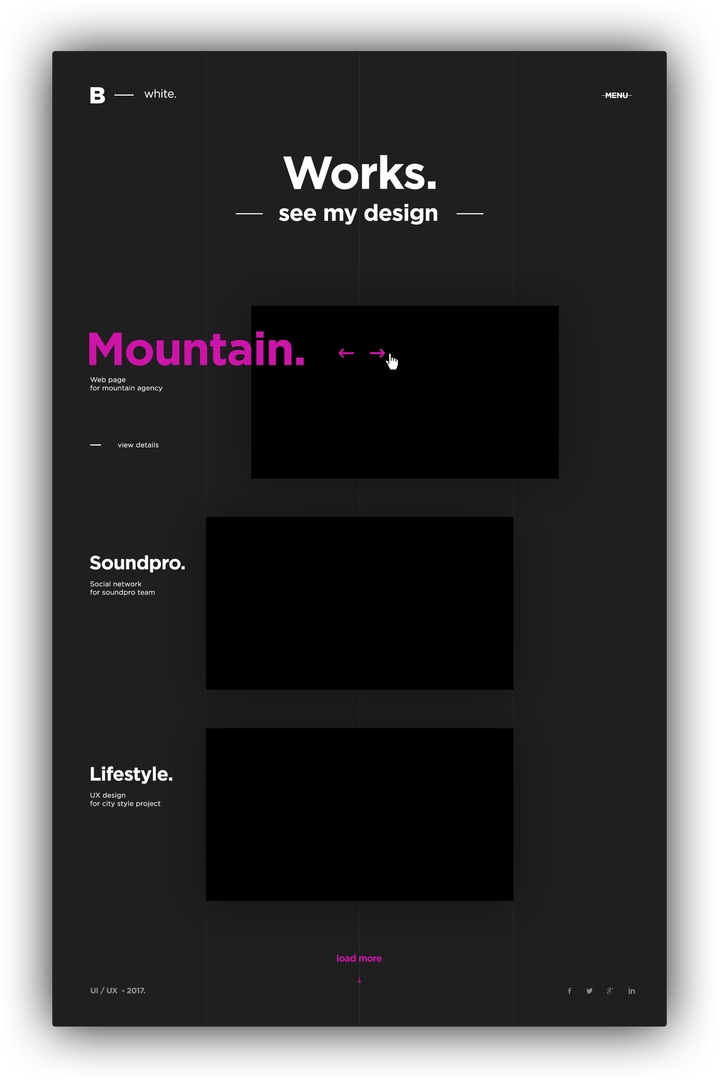 B — white.
MENU
Works.
— see my design —
Mountain. ← →
Web page
for mountain agency
— view details
Soundpro.
Social network
for soundpro team
Lifestyle.
UX design
for city style project
load more
↓
UI / UX - 2017.
f g+ in